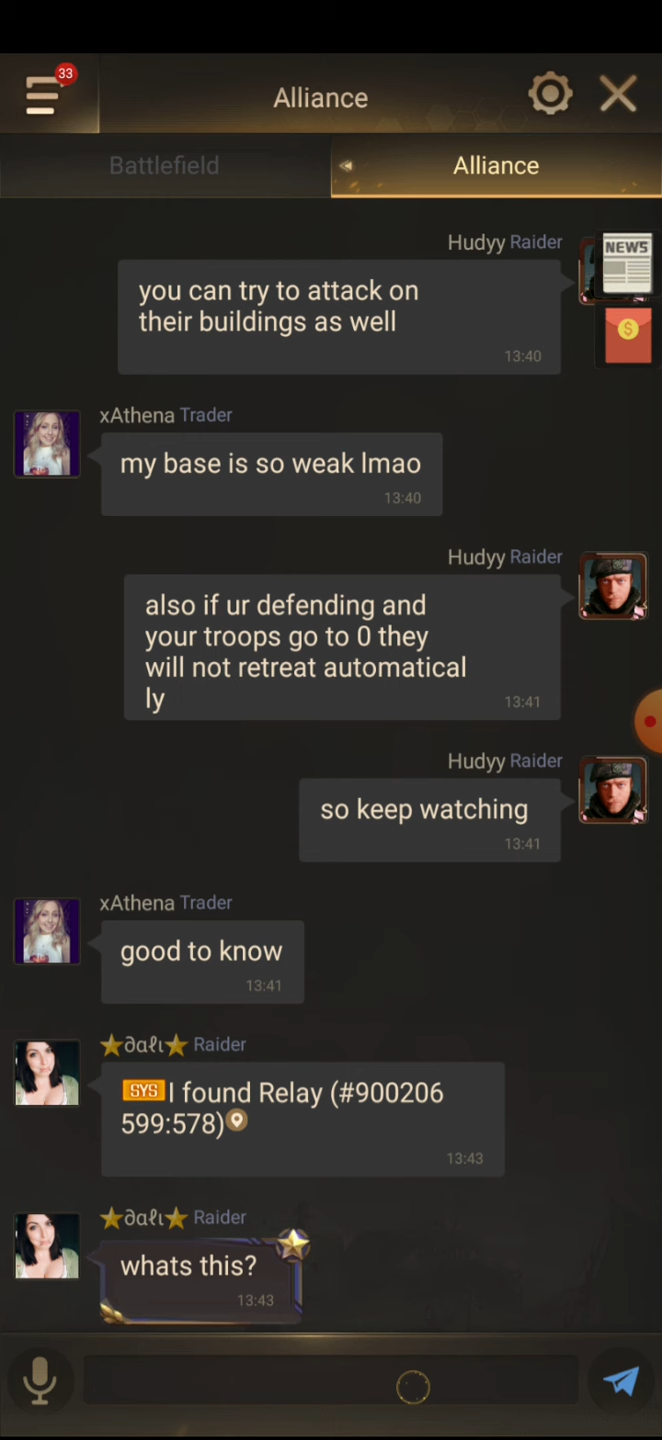 33
Alliance
Battlefield
Alliance
Hudyy Raider
NEWS
you can try to attack on
their buildings as well
13:40
xAthena Trader
my base is so weak lmao
13:40
Hudyy Raider
also if ur defending and
your troops go to 0 they
will not retreat automatical
ly
13:41
Hudyy Raider
so keep watching
13:41
xAthena Trader
good to know
13:41
⭐∂αℓι⭐ Raider
SYS I found Relay (#900206
599:578)
13:43
⭐∂αℓι⭐ Raider
whats this?
13:43